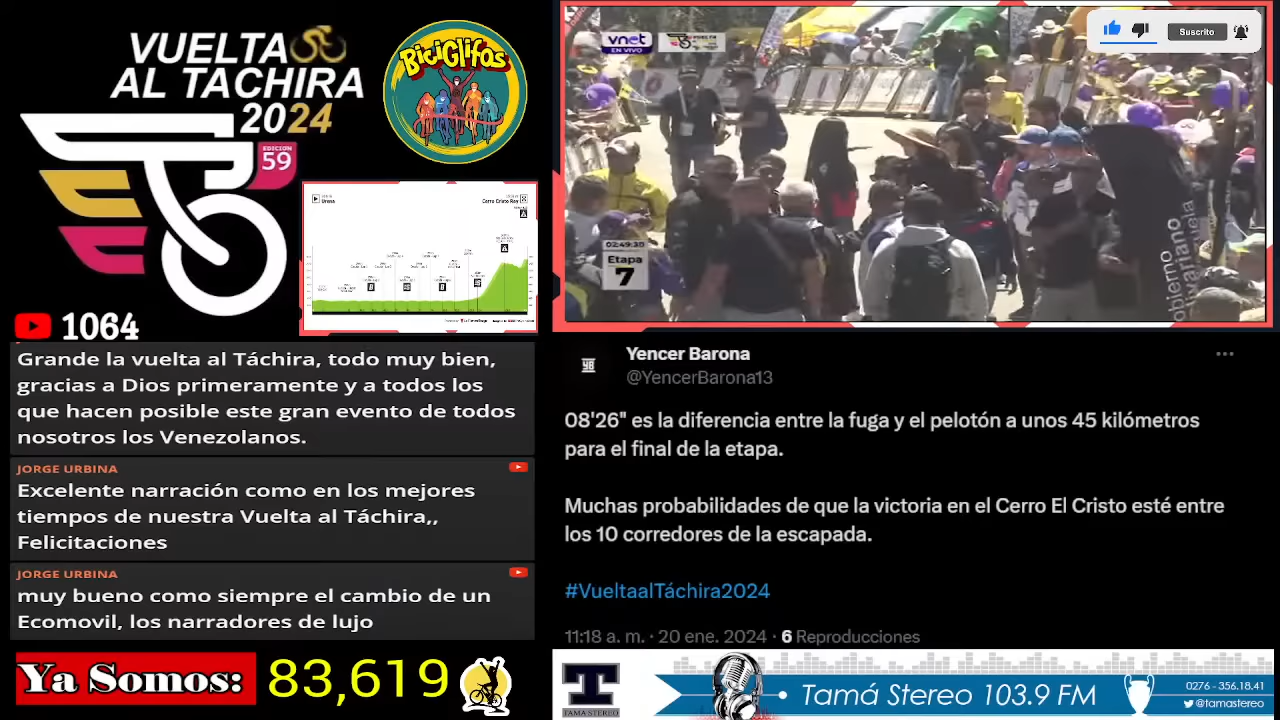 VUELTA
AL TACHIRA
2024
EDICION
59
BiciGlifos
1064
Ureña
Cerro Cristo Rey
Grande la vuelta al Táchira, todo muy bien,
gracias a Dios primeramente y a todos los
que hacen posible este gran evento de todos
nosotros los Venezolanos.
JORGE URBINA
Excelente narración como en los mejores
tiempos de nuestra Vuelta al Táchira,,
Felicitaciones
JORGE URBINA
muy bueno como siempre el cambio de un
Ecomovil, los narradores de lujo
Ya Somos: 83,619
vnet
EN VIVO
Suscrito
02:49:30
Etapa
7
Yencer Barona
@YencerBarona13
08'26" es la diferencia entre la fuga y el pelotón a unos 45 kilómetros
para el final de la etapa.
Muchas probabilidades de que la victoria en el Cerro El Cristo esté entre
los 10 corredores de la escapada.
#VueltaalTáchira2024
11:18 a. m. · 20 ene. 2024 · 6 Reproducciones
T
TAMA STEREO
Tamá Stereo 103.9 FM
0276 - 356.18.41
@tamastereo